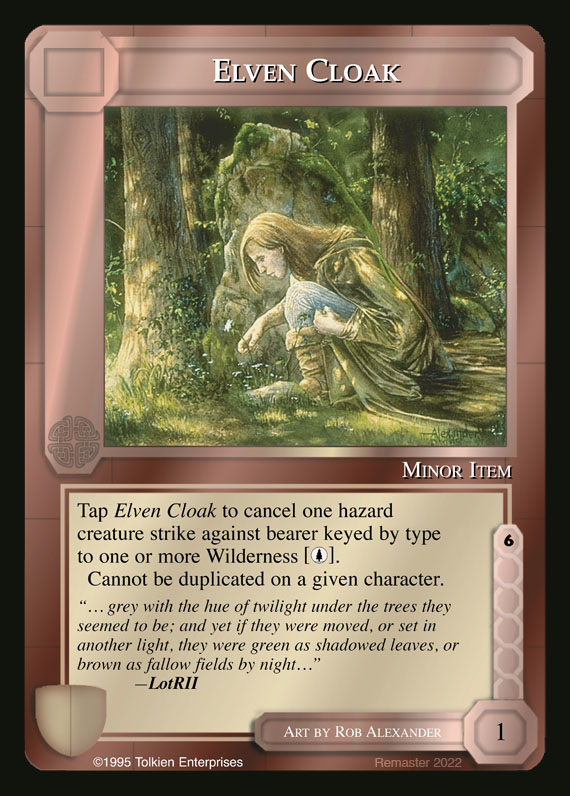 Elven Cloak
Alexander
Minor Item
Tap Elven Cloak to cancel one hazard
creature strike against bearer keyed by type
to one or more Wilderness [].
Cannot be duplicated on a given character.
6
“… grey with the hue of twilight under the trees they
seemed to be; and yet if they were moved, or set in
another light, they were green as shadowed leaves, or
brown as fallow fields by night…”
—LotRII
Art by Rob Alexander
1
©1995 Tolkien Enterprises
Remaster 2022